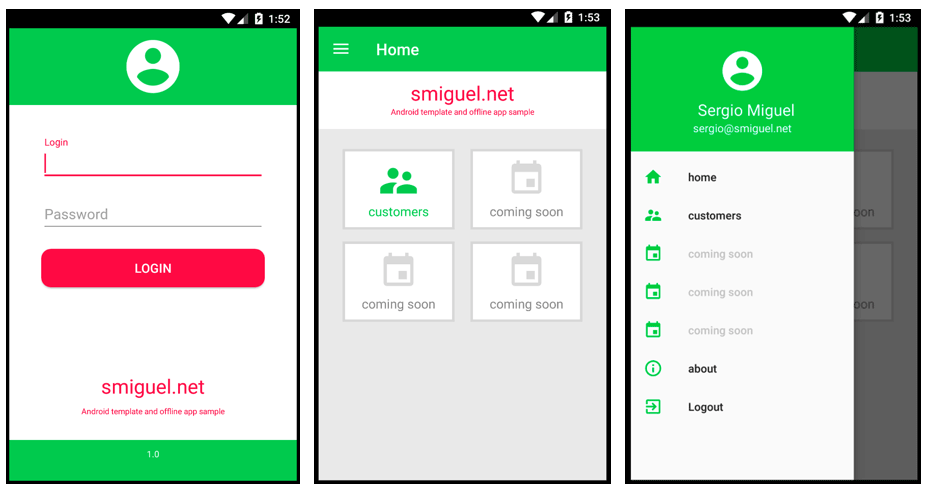 1:52
Login
Password
LOGIN
smiguel.net
Android template and offline app sample
1.0
1:53
Home
smiguel.net
Android template and offline app sample
customers
coming soon
coming soon
coming soon
1:53
Sergio Miguel
sergio@smiguel.net
home
customers
coming soon
coming soon
coming soon
about
Logout
oon
oon